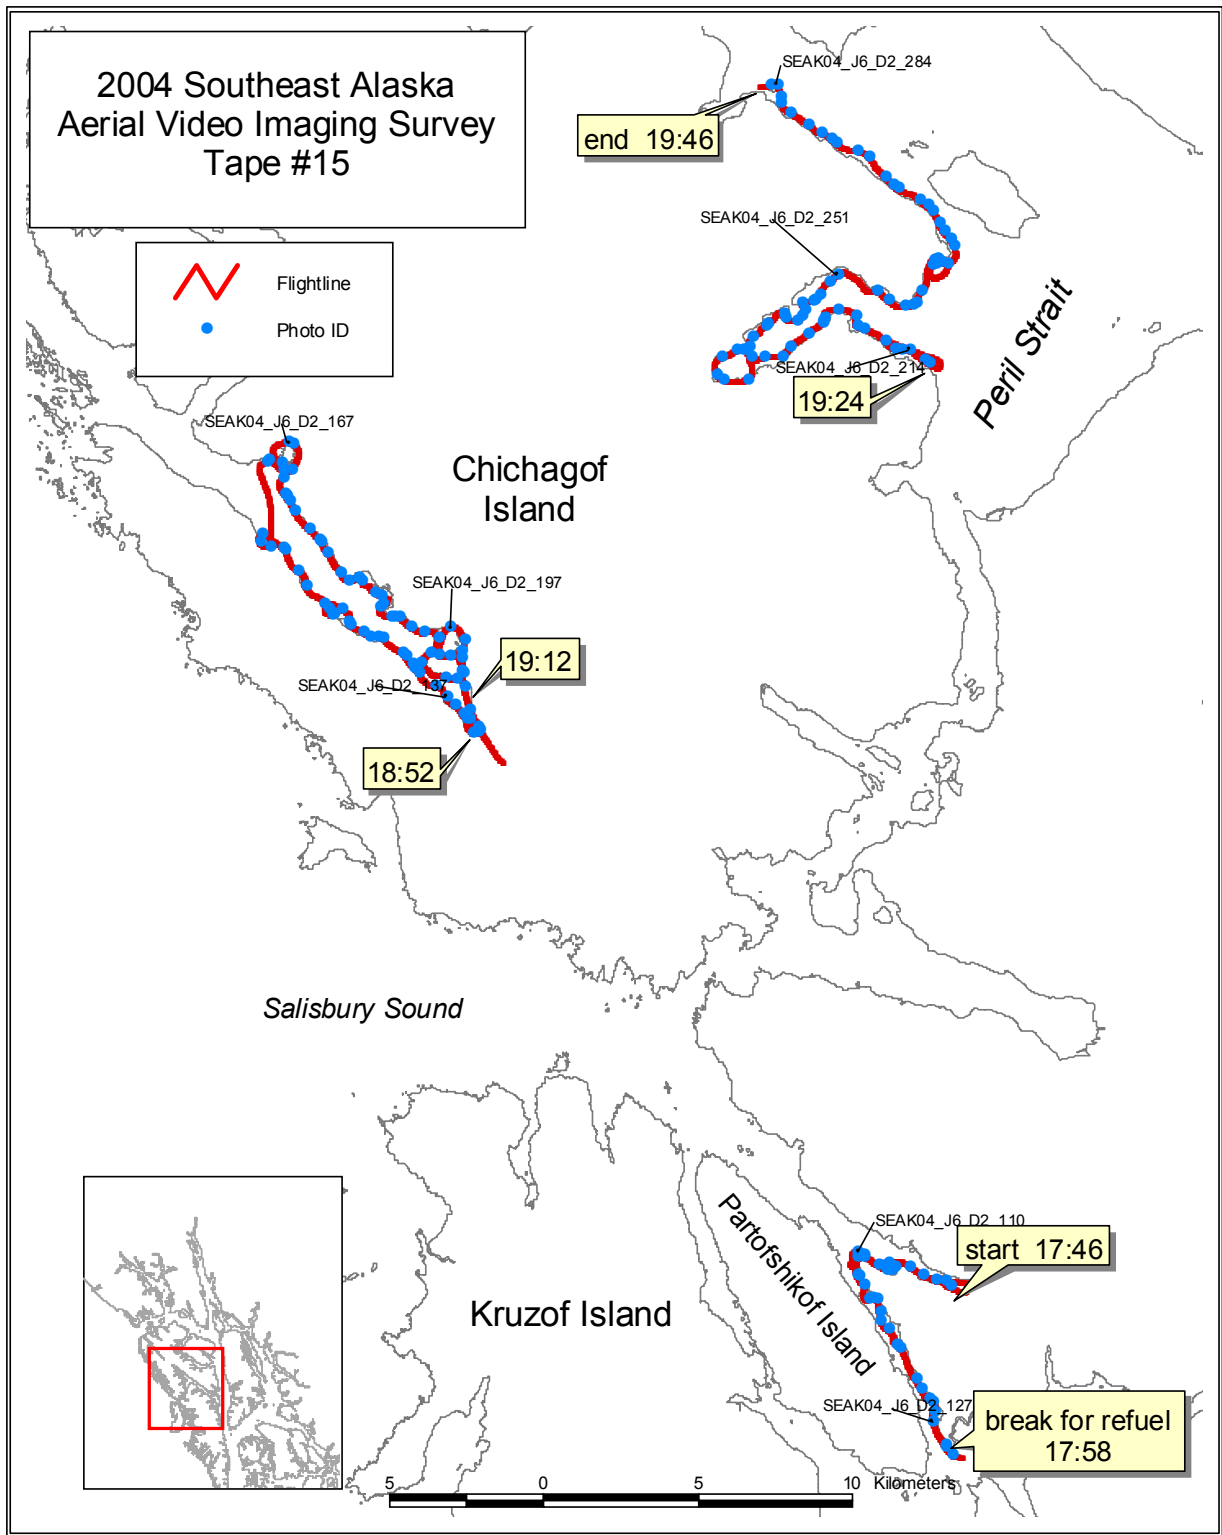 2004 Southeast Alaska
Aerial Video Imaging Survey
Tape #15
Flightline
Photo ID
SEAK04_J6_D2_284
end 19:46
SEAK04_J6_D2_251
Peril Strait
SEAK04_J6_D2_214
19:24
SEAK04_J6_D2_167
Chichagof
Island
SEAK04_J6_D2_197
19:12
SEAK04_J6_D2_137
18:52
Salisbury Sound
Partofshikof Island
SEAK04_J6_D2_110
start 17:46
Kruzof Island
SEAK04_J6_D2_127
break for refuel
17:58
5 0 5 10 Kilometers